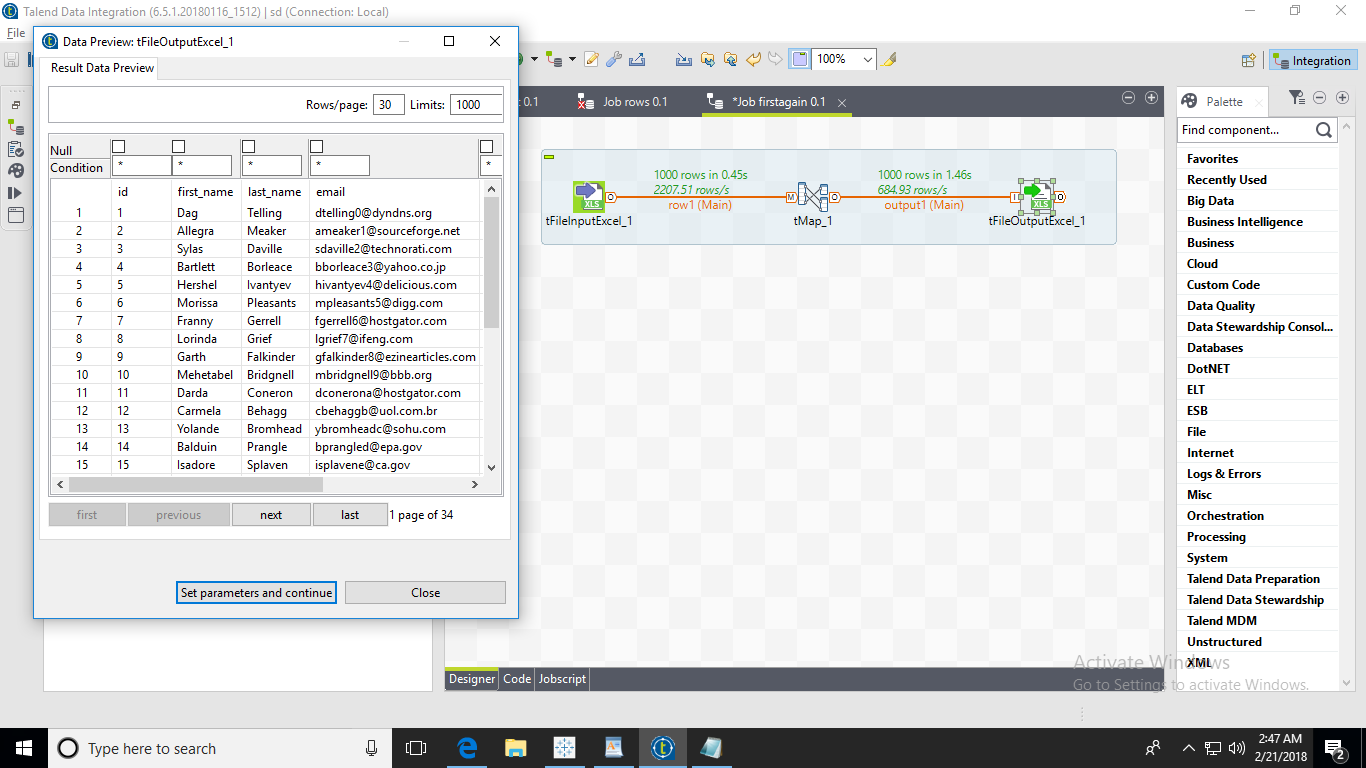 Talend Data Integration (6.5.1.20180116_1512) | sd (Connection: Local)
File
Data Preview: tFileOutputExcel_1
Result Data Preview
Rows/page: 30 Limits: 1000
Null
Condition * * * * *
id first_name last_name email
1 1 Dag Telling dtelling0@dyndns.org
2 2 Allegra Meaker ameaker1@sourceforge.net
3 3 Sylas Daville sdaville2@technorati.com
4 4 Bartlett Borleace bborleace3@yahoo.co.jp
5 5 Hershel Ivantyev hivantyev4@delicious.com
6 6 Morissa Pleasants mpleasants5@digg.com
7 7 Franny Gerrell fgerrell6@hostgator.com
8 8 Lorinda Grief lgrief7@ifeng.com
9 9 Garth Falkinder gfalkinder8@ezinearticles.com
10 10 Mehetabel Bridgnell mbridgnell9@bbb.org
11 11 Darda Coneron dconerona@hostgator.com
12 12 Carmela Behagg cbehaggb@uol.com.br
13 13 Yolande Bromhead ybromheadc@sohu.com
14 14 Balduin Prangle bprangled@epa.gov
15 15 Isadore Splaven isplavene@ca.gov
first previous next last 1 page of 34
Set parameters and continue Close
100%
Integration
0.1 Job rows 0.1 *Job firstagain 0.1
1000 rows in 0.45s
2207.51 rows/s
row1 (Main)
1000 rows in 1.46s
684.93 rows/s
output1 (Main)
XLS O M O I XLS O
tFileInputExcel_1 tMap_1 tFileOutputExcel_1
Designer Code Jobscript
Palette
Find component...
Favorites
Recently Used
Big Data
Business Intelligence
Business
Cloud
Custom Code
Data Quality
Data Stewardship Consol...
Databases
DotNET
ELT
ESB
File
Internet
Logs & Errors
Misc
Orchestration
Processing
System
Talend Data Preparation
Talend Data Stewardship
Talend MDM
Unstructured
XML
Activate Windows
Go to Settings to activate Windows.
Type here to search
2:47 AM
2/21/2018
2